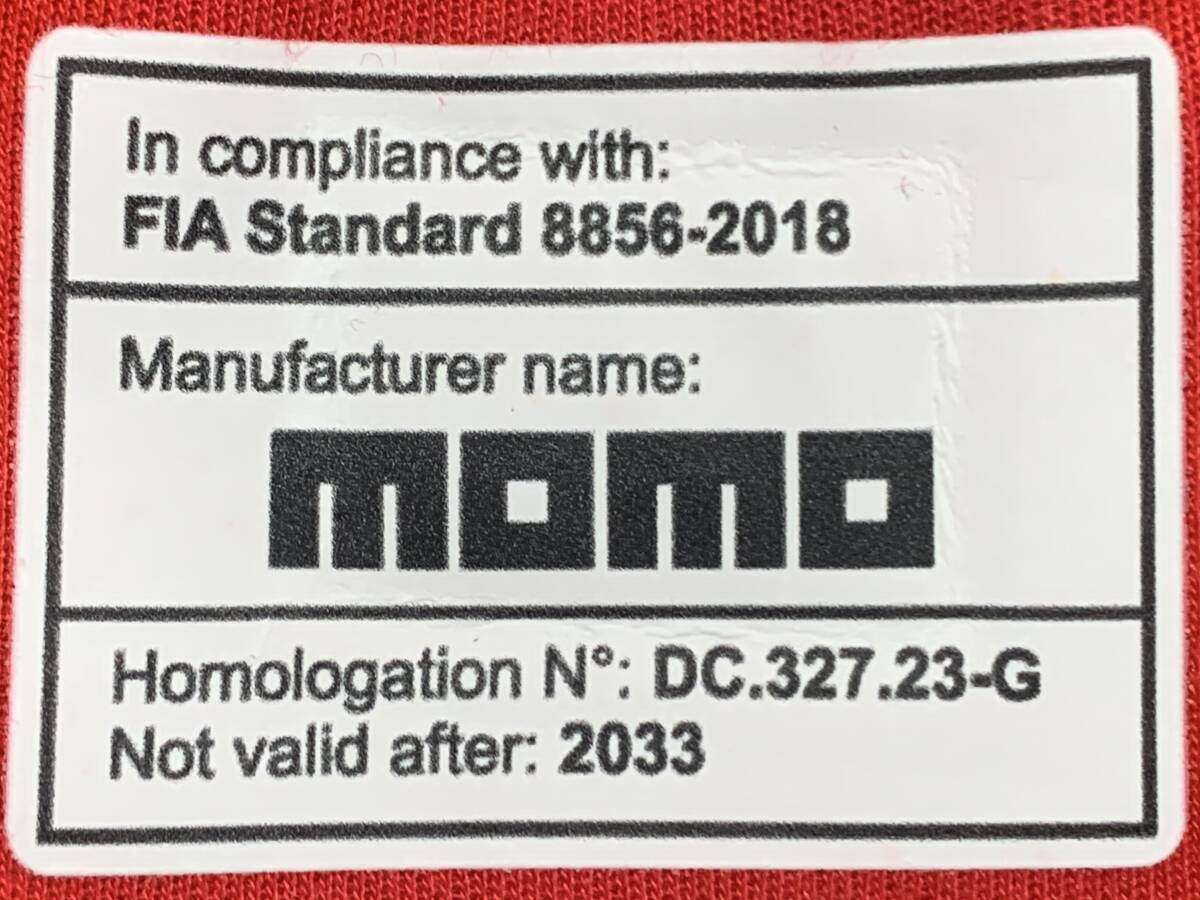 In compliance with:
FIA Standard 8856-2018
Manufacturer name:
momo
Homologation N°: DC.327.23-G
Not valid after: 2033